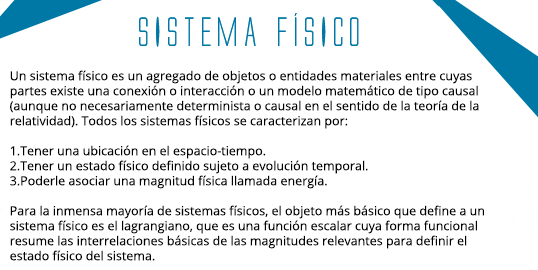 SISTEMA FÍSICO
Un sistema físico es un agregado de objetos o entidades materiales entre cuyas
partes existe una conexión o interacción o un modelo matemático de tipo causal
(aunque no necesariamente determinista o causal en el sentido de la teoría de la
relatividad). Todos los sistemas físicos se caracterizan por:
1.Tener una ubicación en el espacio-tiempo.
2.Tener un estado físico definido sujeto a evolución temporal.
3.Poderle asociar una magnitud física llamada energía.
Para la inmensa mayoría de sistemas físicos, el objeto más básico que define a un
sistema físico es el lagrangiano, que es una función escalar cuya forma funcional
resume las interrelaciones básicas de las magnitudes relevantes para definir el
estado físico del sistema.